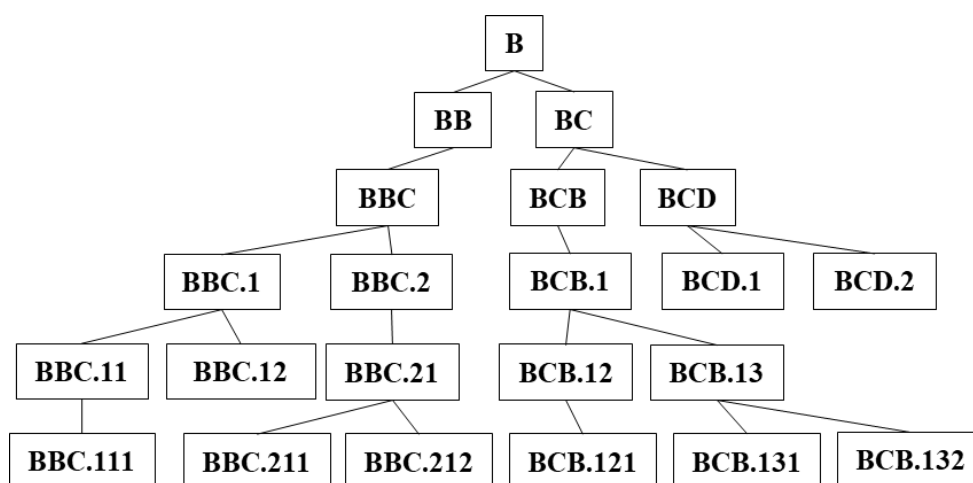 B
BB BC
BBC BCB BCD
BBC.1 BBC.2 BCB.1 BCD.1 BCD.2
BBC.11 BBC.12 BBC.21 BCB.12 BCB.13
BBC.111 BBC.211 BBC.212 BCB.121 BCB.131 BCB.132